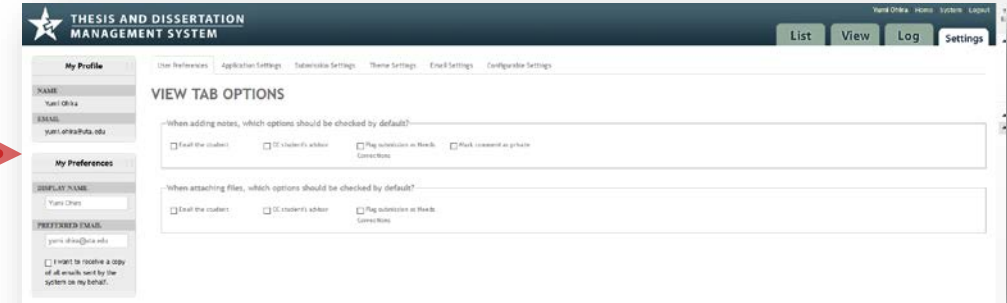 Yumi Ohira Home System Logout
THESIS AND DISSERTATION
MANAGEMENT SYSTEM
List View Log Settings
My Profile
NAME
Yumi Ohira
EMAIL
yumi.ohira@uta.edu
My Preferences
DISPLAY NAME
Yumi Ohira
PREFERRED EMAIL
yumi.ohira@uta.edu
I want to receive a copy
of all emails sent by the
system on my behalf.
User Preferences Application Settings Submission Settings Theme Settings Email Settings Configurable Settings
VIEW TAB OPTIONS
When adding notes, which options should be checked by default?
Email the student CC student's advisor Flag submission as Needs Mark comment as private
Corrections
When attaching files, which options should be checked by default?
Email the student CC student's advisor Flag submission as Needs
Corrections